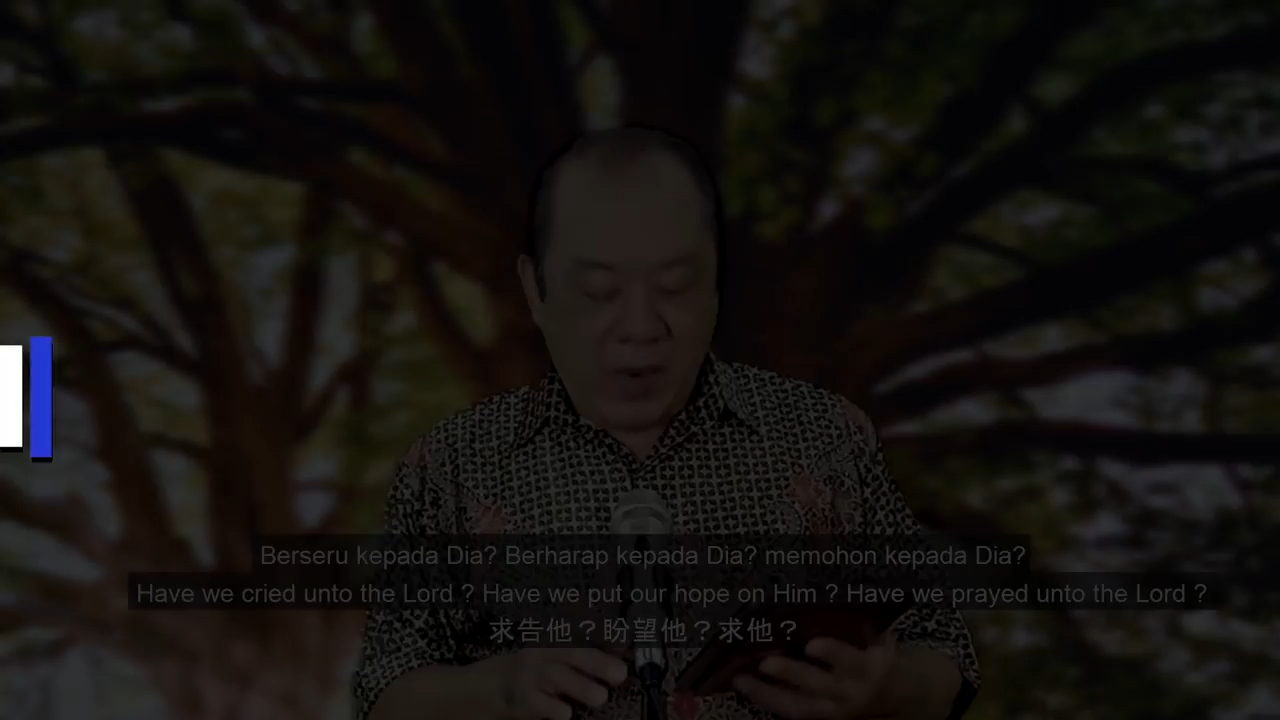 Berseru kepada Dia? Berharap kepada Dia? memohon kepada Dia?
Have we cried unto the Lord ? Have we put our hope on Him ? Have we prayed unto the Lord ?
求告他？盼望他？求他？